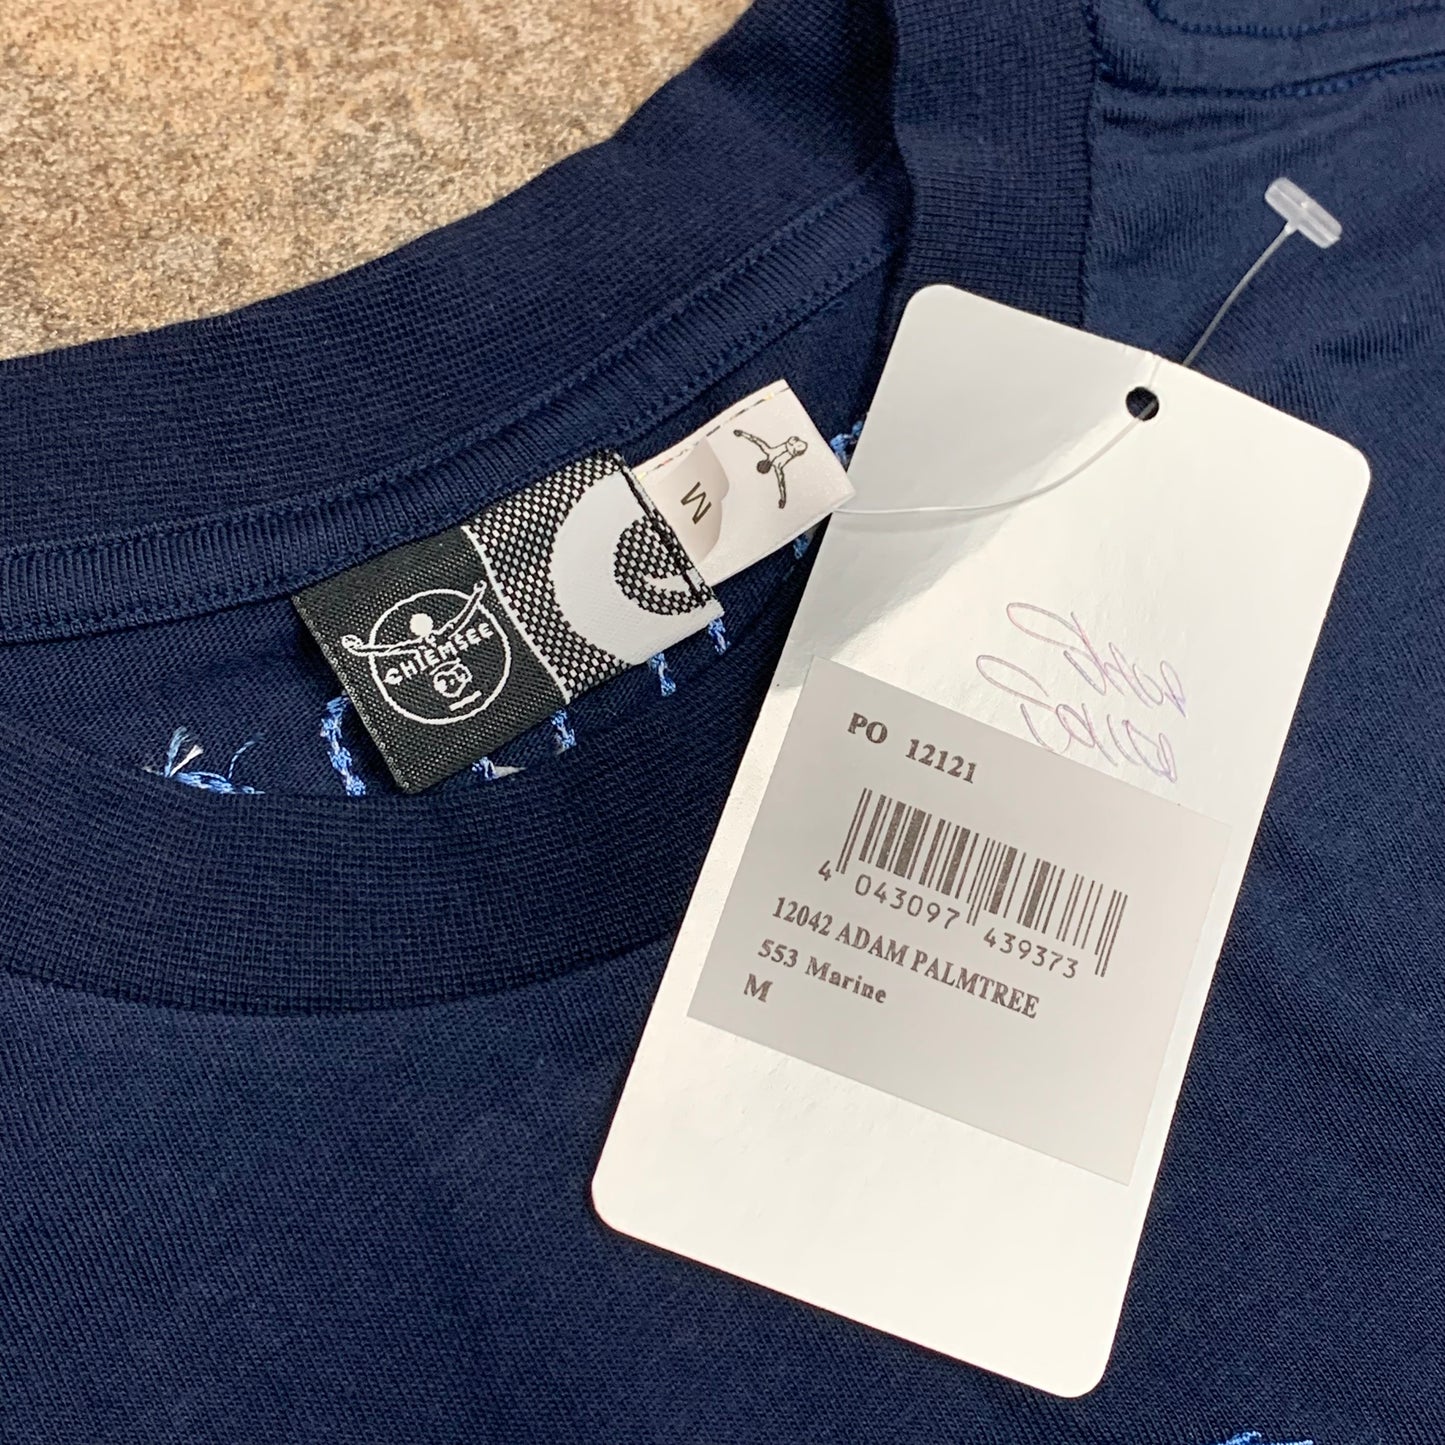 CHIEMSEE
M
PO 12121
4 043097 439373
12042 ADAM PALMTREE
553 Marine
M